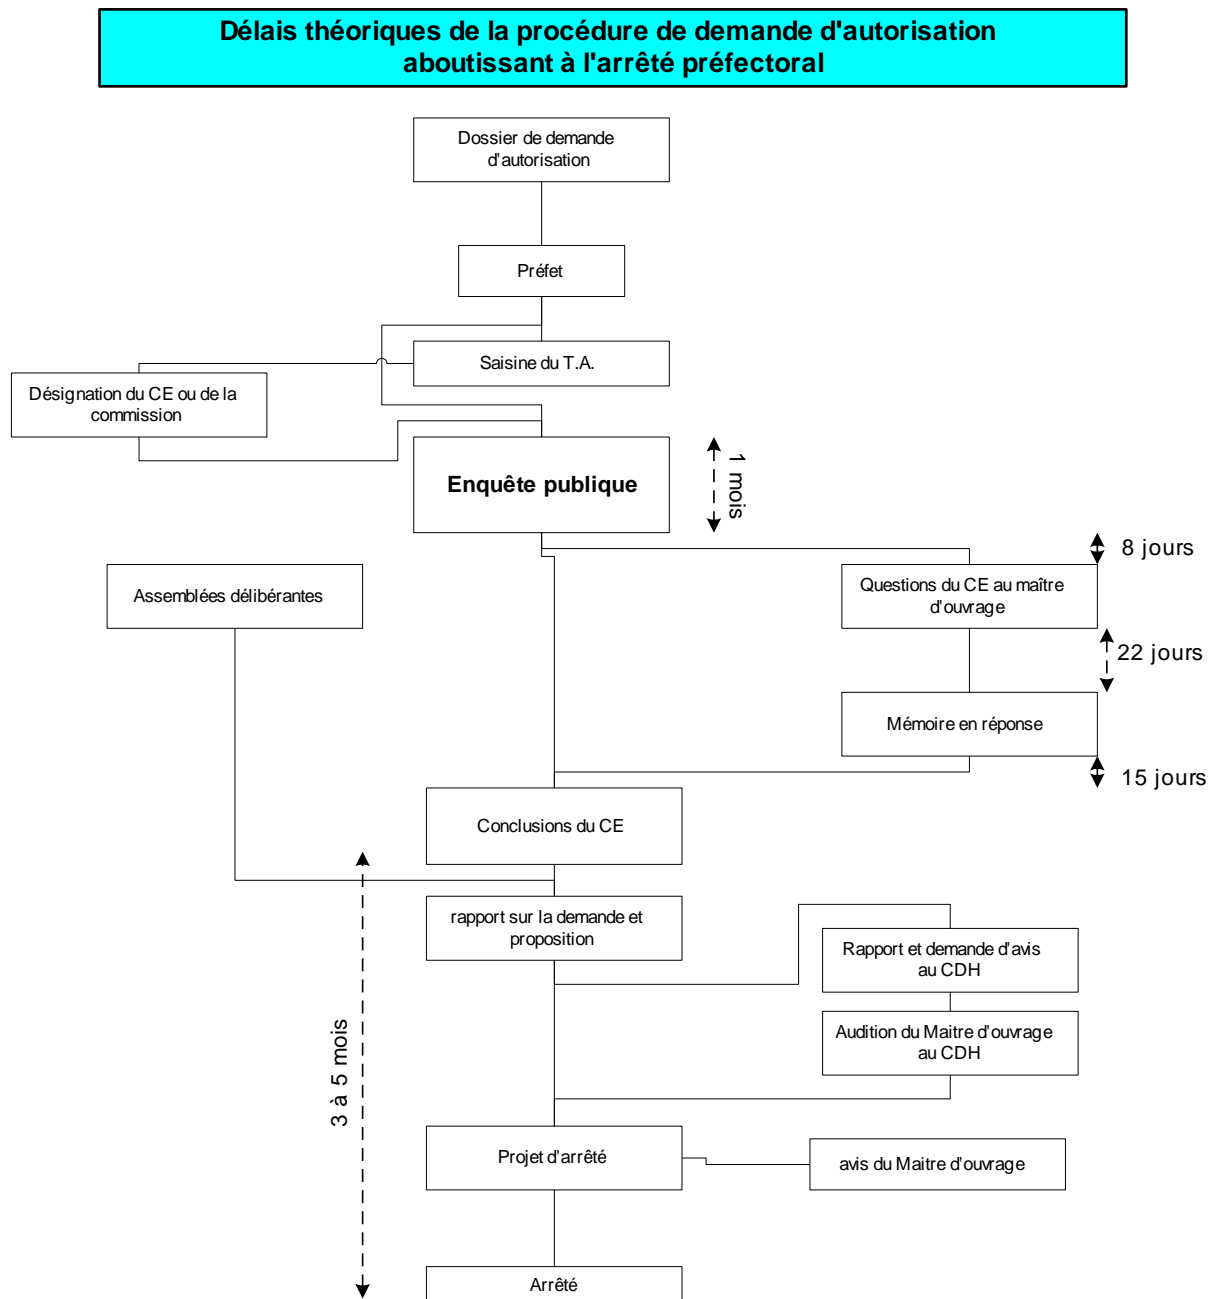 Délais théoriques de la procédure de demande d'autorisation
aboutissant à l'arrêté préfectoral
Dossier de demande
d'autorisation
Préfet
Saisine du T.A.
Désignation du CE ou de la
commission
Enquête publique
1 mois
8 jours
Assemblées délibérantes
Questions du CE au maître
d'ouvrage
22 jours
Mémoire en réponse
15 jours
Conclusions du CE
rapport sur la demande et
proposition
Rapport et demande d'avis
au CDH
Audition du Maitre d'ouvrage
au CDH
3 à 5 mois
Projet d'arrêté
avis du Maitre d'ouvrage
Arrêté